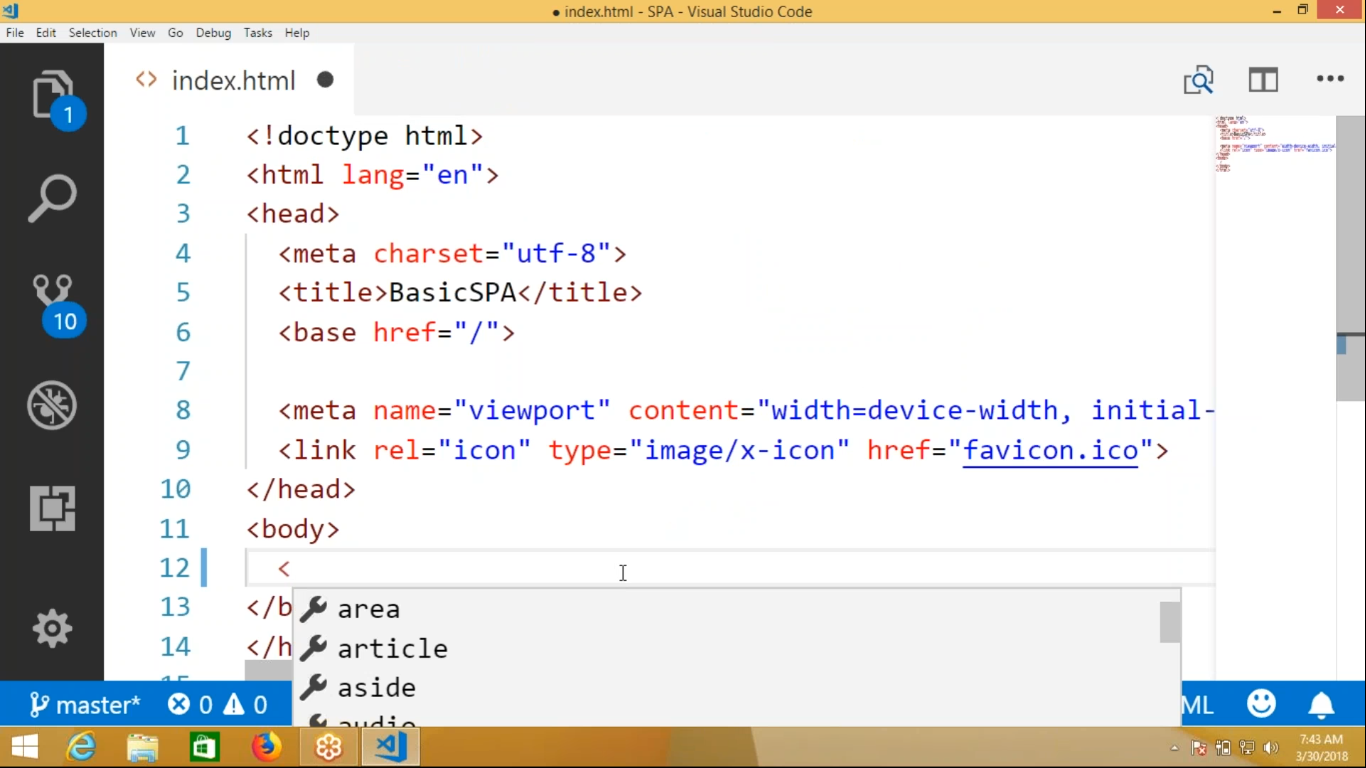 ● index.html - SPA - Visual Studio Code
File Edit Selection View Go Debug Tasks Help
1
<> index.html ●
1 <!doctype html>
2 <html lang="en">
3 <head>
4 <meta charset="utf-8">
5 <title>BasicSPA</title>
6 <base href="/">
7
10
8 <meta name="viewport" content="width=device-width, initial-
9 <link rel="icon" type="image/x-icon" href="favicon.ico">
10 </head>
11 <body>
12 <
area
13 </b
article
14 </h
aside
audio
master* 0 0
ML
7:43 AM
3/30/2018